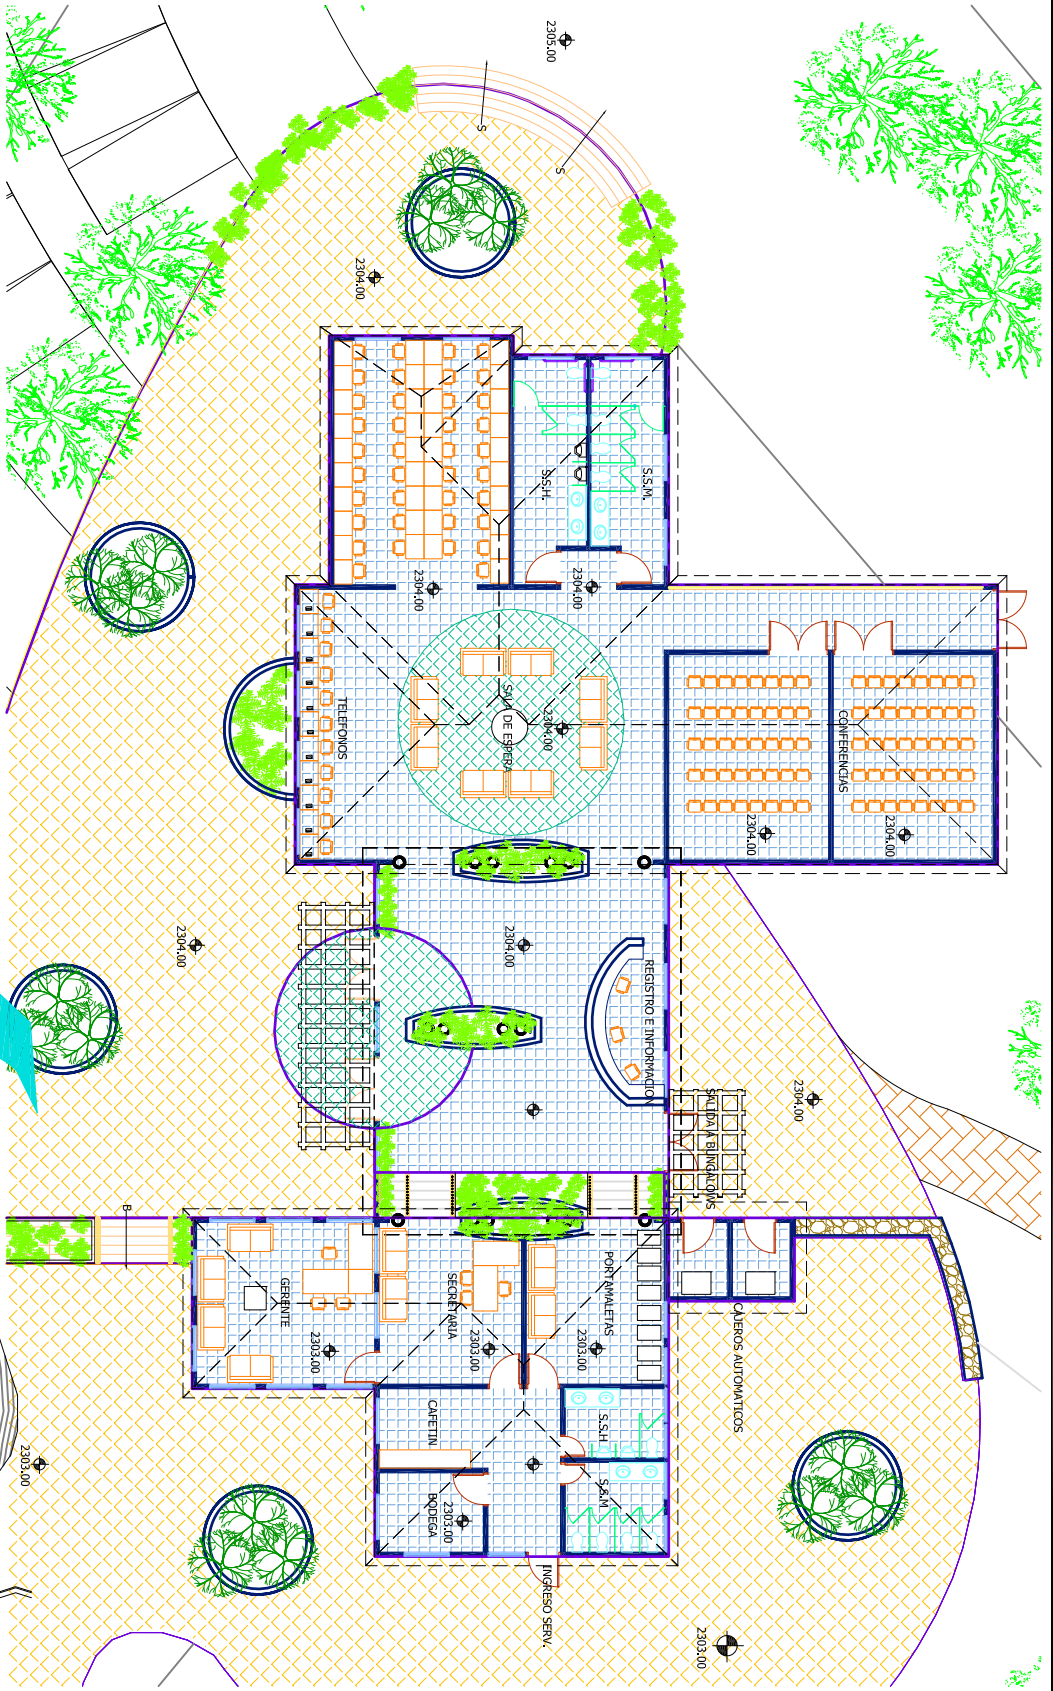 2305.00
S
S
2304.00
S.S.H.
S.S.M.
2304.00
2304.00
TELEFONOS
SALA DE ESPERA
2304.00
CONFERENCIAS
2304.00
2304.00
2304.00
2304.00
REGISTRO E INFORMACION
2304.00
SALIDA A BUNGALOWS
B
GERENTE
2303.00
SECRETARIA
2303.00
PORTAMALETAS
2303.00
CAJEROS AUTOMATICOS
CAFETIN
S.S.H
S.S.M
BODEGA
2303.00
INGRESO SERV.
2303.00
2303.00